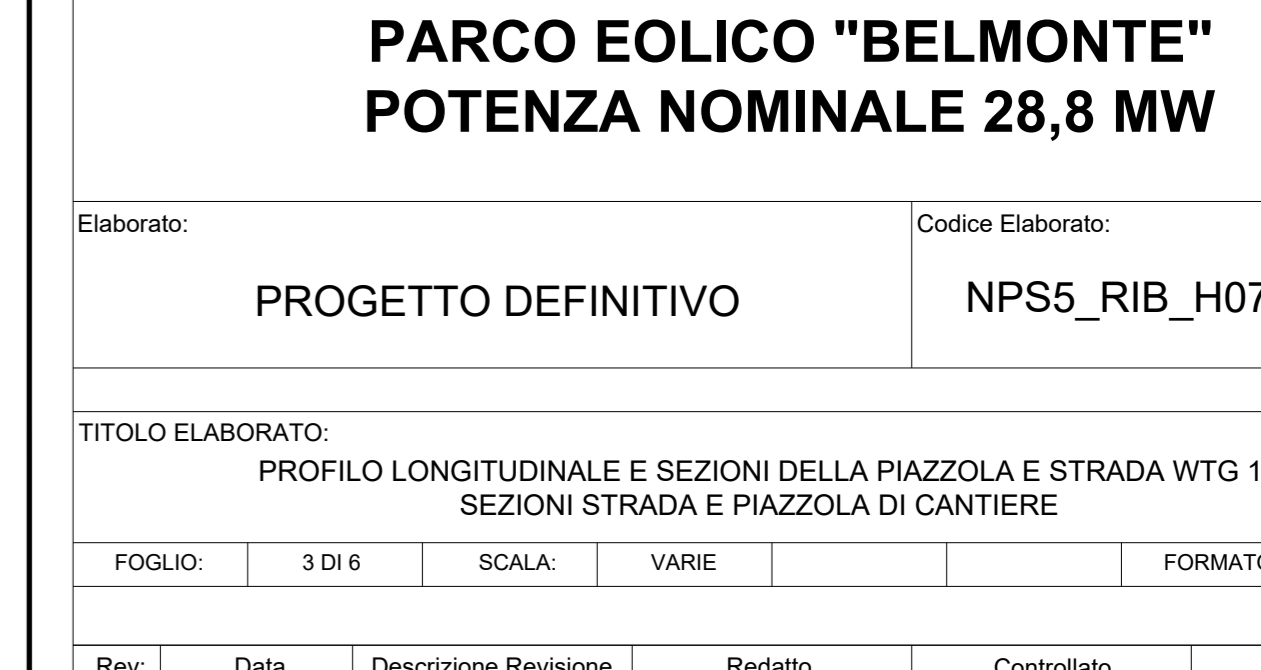 PARCO EOLICO "BELMONTE"
POTENZA NOMINALE 28,8 MW
Elaborato:
Codice Elaborato:
PROGETTO DEFINITIVO
NPS5_RIB_H07
TITOLO ELABORATO:
PROFILO LONGITUDINALE E SEZIONI DELLA PIAZZOLA E STRADA WTG 1
SEZIONI STRADA E PIAZZOLA DI CANTIERE
FOGLIO: 3 DI 6 SCALA: VARIE FORMATO
Rev: Data Descrizione Revisione Redatto Controllato